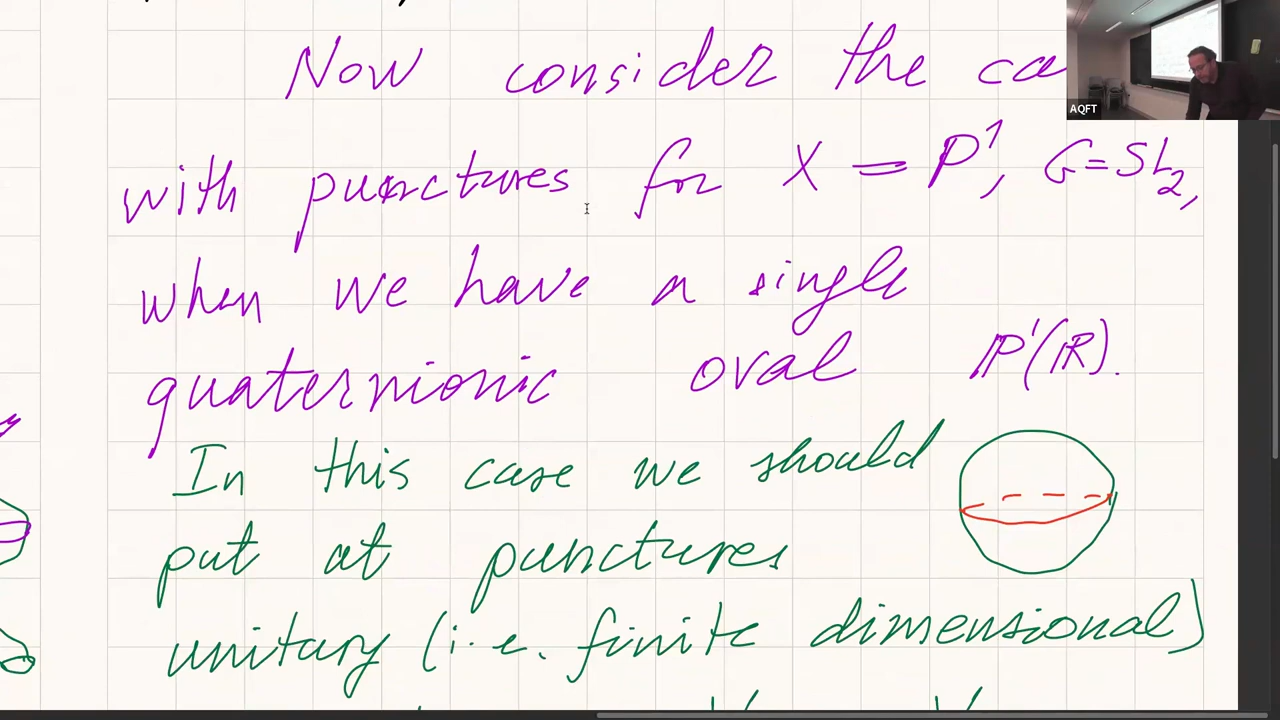 Now consider the ca
with punctures for X = P¹, G=SL₂,
when we have a single
quaternionic oval P¹(R).
In this case we should
put at punctures
unitary (i.e. finite dimensional)
AQFT